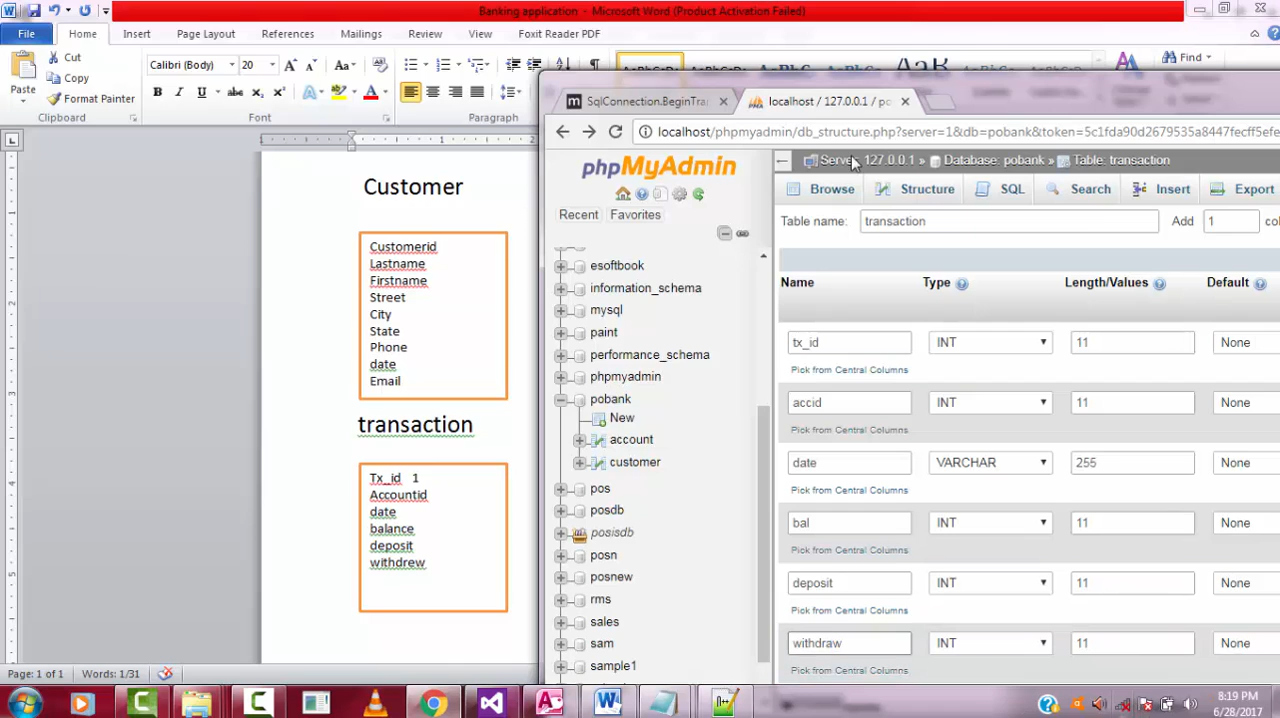 Banking application - Microsoft Word (Product Activation Failed)
File Home Insert Page Layout References Mailings Review View Foxit Reader PDF
Paste
Cut
Copy
Format Painter
Clipboard
Calibri (Body) 20
Font
Paragraph
Find
Customer
Customerid
Lastname
Firstname
Street
City
State
Phone
date
Email
transaction
Tx_id 1
Accountid
date
balance
deposit
withdrew
Page: 1 of 1 Words: 1/31
SqlConnection.BeginTra
localhost / 127.0.0.1 / po
localhost/phpmyadmin/db_structure.php?server=1&db=pobank&token=5c1fda90d2679535a8447fecff5efe
phpMyAdmin
Recent Favorites
esoftbook
information_schema
mysql
paint
performance_schema
phpmyadmin
pobank
New
account
customer
pos
posdb
posisdb
posn
posnew
rms
sales
sam
sample1
Server: 127.0.0.1 » Database: pobank » Table: transaction
Browse Structure SQL Search Insert Export
Table name: transaction Add 1 col
Name Type Length/Values Default
tx_id INT 11 None
Pick from Central Columns
accid INT 11 None
Pick from Central Columns
date VARCHAR 255 None
Pick from Central Columns
bal INT 11 None
Pick from Central Columns
deposit INT 11 None
Pick from Central Columns
withdraw INT 11 None
Pick from Central Columns
8:19 PM
6/28/2017